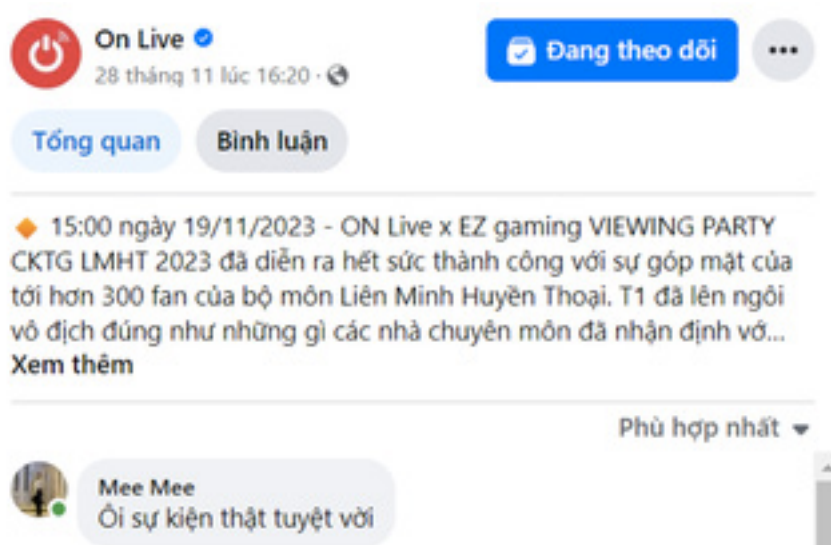 On Live
28 tháng 11 lúc 16:20 ·
Đang theo dõi
Tổng quan
Bình luận
15:00 ngày 19/11/2023 - ON Live x EZ gaming VIEWING PARTY
CKTG LMHT 2023 đã diễn ra hết sức thành công với sự góp mặt của
tới hơn 300 fan của bộ môn Liên Minh Huyền Thoại. T1 đã lên ngôi
vô địch đúng như những gì các nhà chuyên môn đã nhận định vớ...
Xem thêm
Phù hợp nhất
Mee Mee
Ôi sự kiện thật tuyệt vời